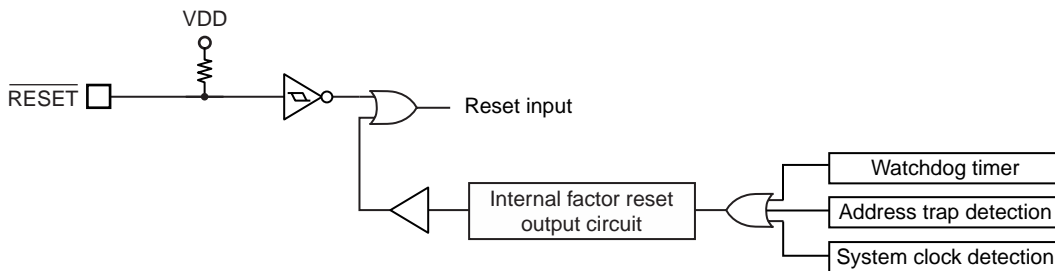 VDD
RESET
Reset input
Watchdog timer
Internal factor reset
output circuit
Address trap detection
System clock detection